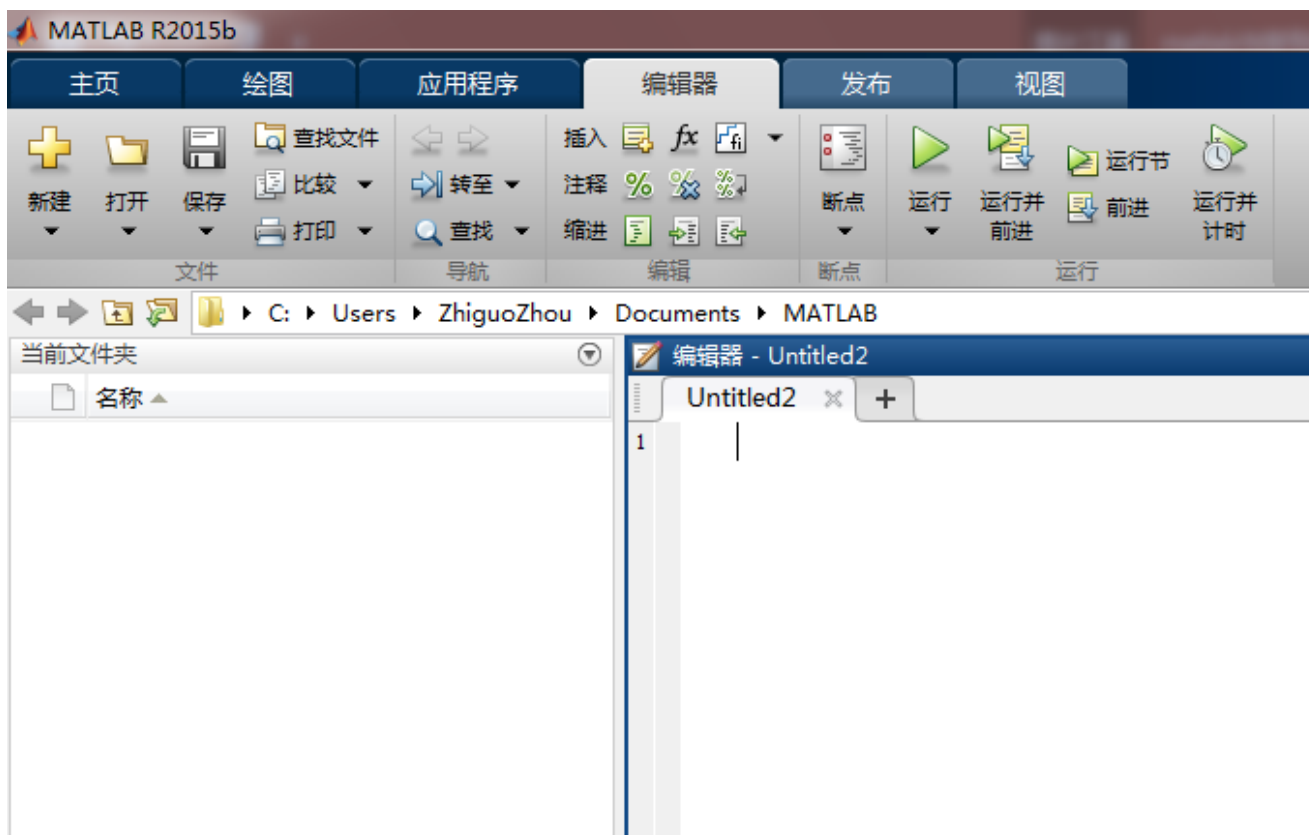 MATLAB R2015b
主页 绘图 应用程序 编辑器 发布 视图
查找文件 插入 fx fi
新建 打开 保存 比较 转至 注释 断点 运行 运行并前进 运行节 前进 运行并计时
打印 查找 缩进
文件 导航 编辑 断点 运行
C: Users ZhiguoZhou Documents MATLAB
当前文件夹 编辑器 - Untitled2
名称 Untitled2
1